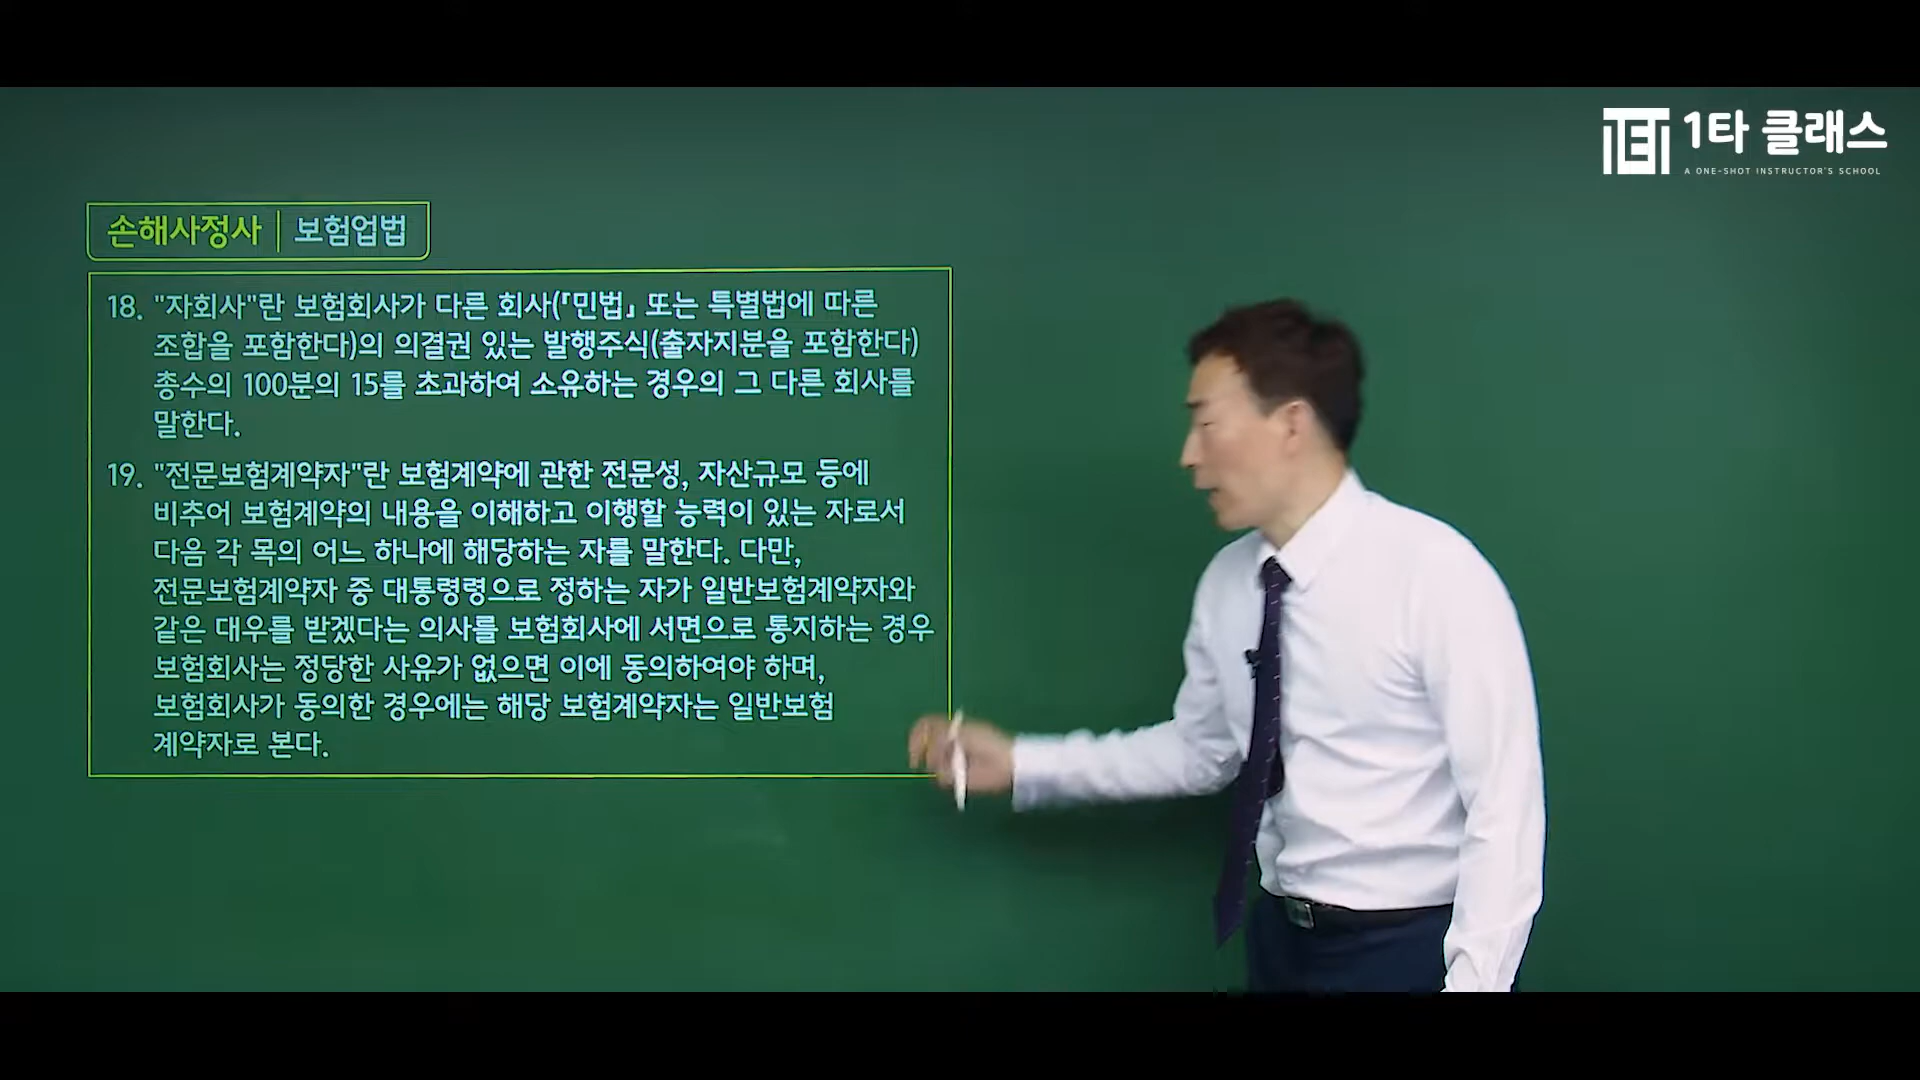 1타 클래스
A ONE-SHOT INSTRUCTOR'S SCHOOL
손해사정사 | 보험업법
18. "자회사"란 보험회사가 다른 회사(「민법」 또는 특별법에 따른
조합을 포함한다)의 의결권 있는 발행주식(출자지분을 포함한다)
총수의 100분의 15를 초과하여 소유하는 경우의 그 다른 회사를
말한다.
19. "전문보험계약자"란 보험계약에 관한 전문성, 자산규모 등에
비추어 보험계약의 내용을 이해하고 이행할 능력이 있는 자로서
다음 각 목의 어느 하나에 해당하는 자를 말한다. 다만,
전문보험계약자 중 대통령령으로 정하는 자가 일반보험계약자와
같은 대우를 받겠다는 의사를 보험회사에 서면으로 통지하는 경우
보험회사는 정당한 사유가 없으면 이에 동의하여야 하며,
보험회사가 동의한 경우에는 해당 보험계약자는 일반보험
계약자로 본다.